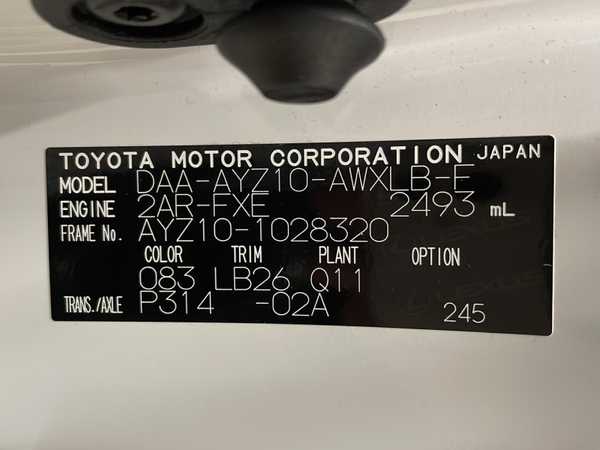 TOYOTA MOTOR CORPORATION JAPAN
MODEL DAA-AYZ10-AWXLB-E
ENGINE 2AR-FXE 2493 mL
FRAME No. AYZ10-1028320
COLOR TRIM PLANT OPTION
083 LB26 Q11
TRANS./AXLE P314 -02A 245